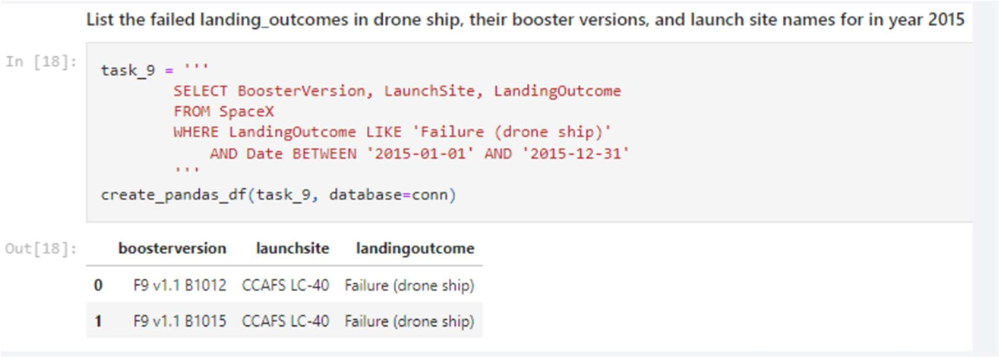 List the failed landing_outcomes in drone ship, their booster versions, and launch site names for in year 2015
In [18]:
task_9 = '''
SELECT BoosterVersion, LaunchSite, LandingOutcome
FROM SpaceX
WHERE LandingOutcome LIKE 'Failure (drone ship)'
AND Date BETWEEN '2015-01-01' AND '2015-12-31'
'''
create_pandas_df(task_9, database=conn)
Out[18]:
boosterversion launchsite landingoutcome
0 F9 v1.1 B1012 CCAFS LC-40 Failure (drone ship)
1 F9 v1.1 B1015 CCAFS LC-40 Failure (drone ship)